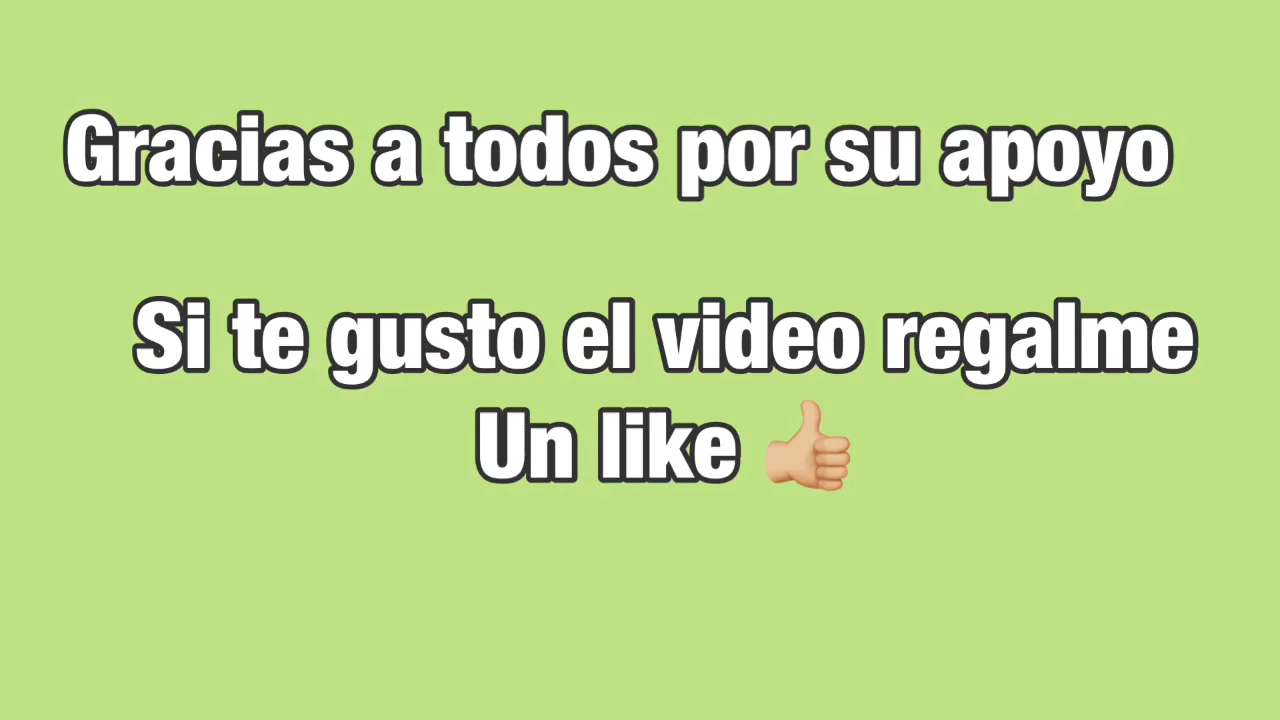 Gracias a todos por su apoyo
Si te gusto el video regalme
Un like 👍🏼